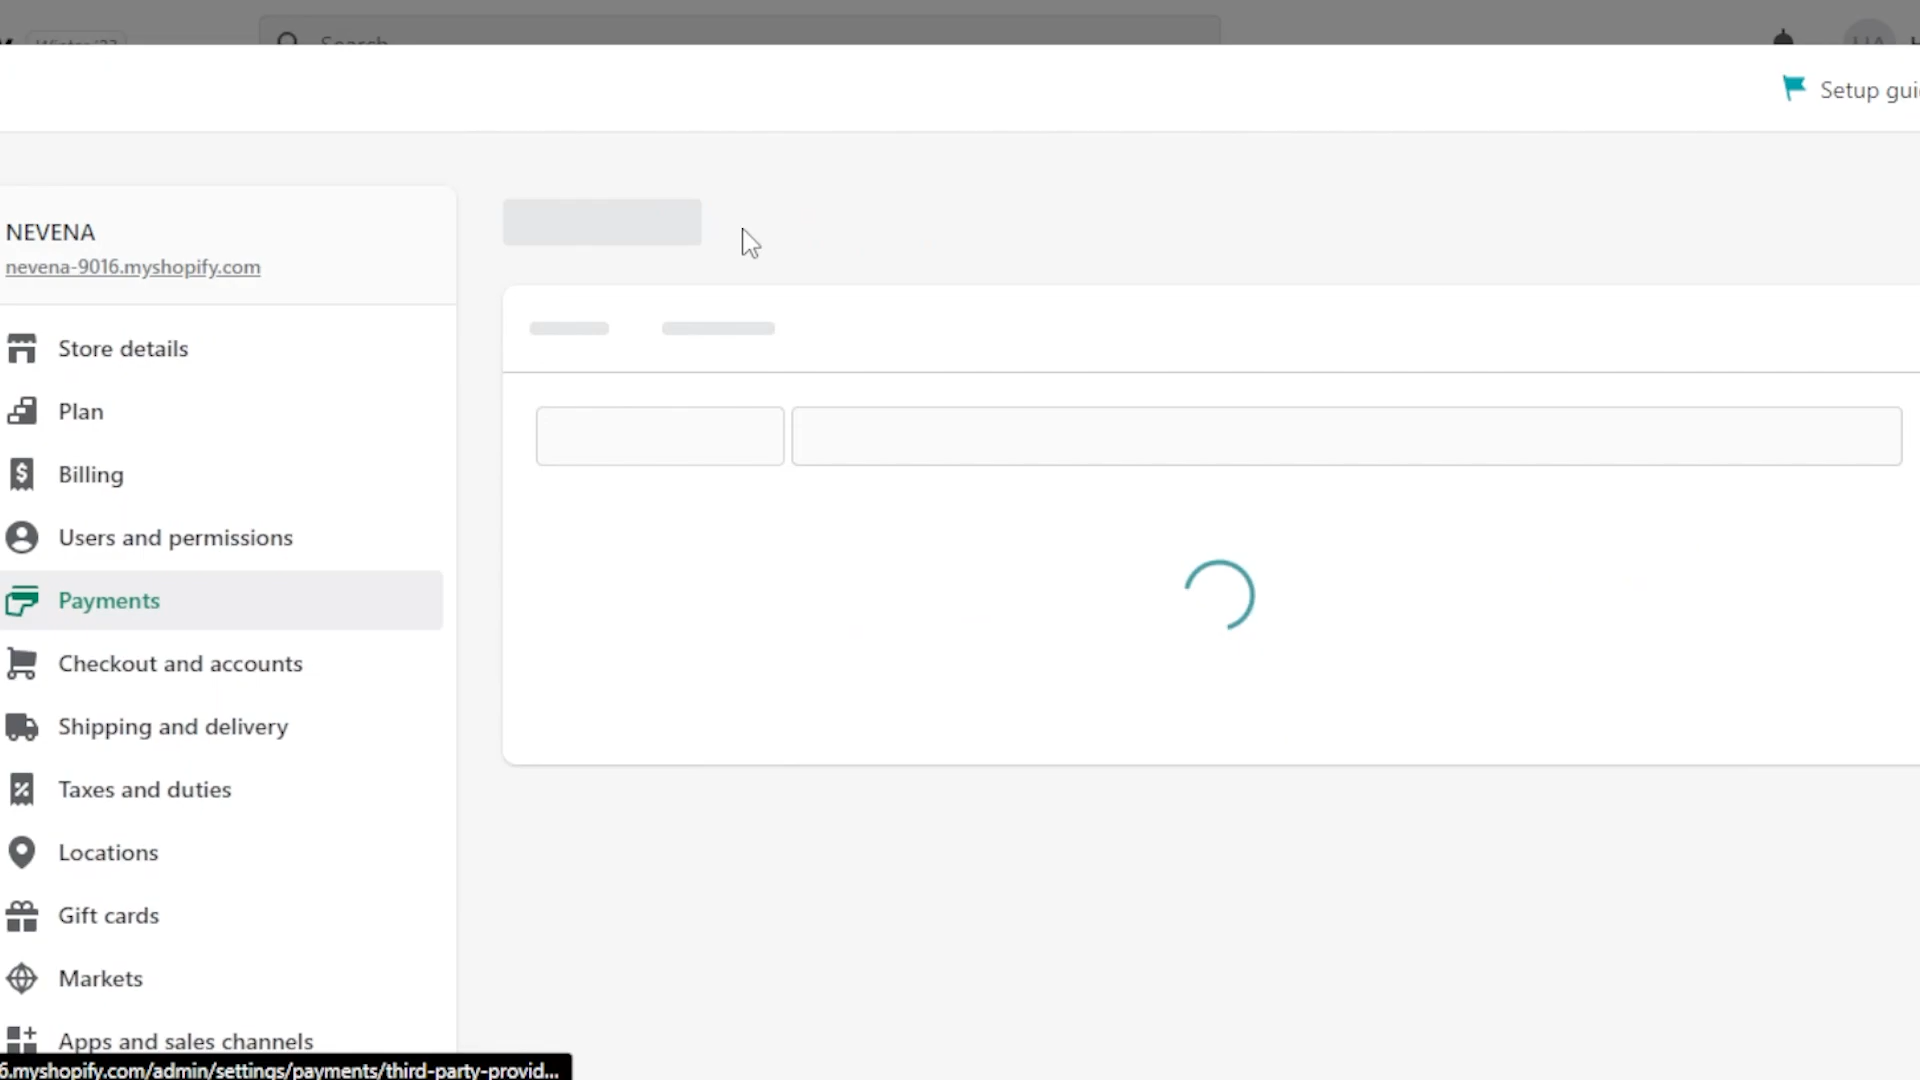 Search
Setup gui
NEVENA
nevena-9016.myshopify.com
Store details
Plan
Billing
Users and permissions
Payments
Checkout and accounts
Shipping and delivery
Taxes and duties
Locations
Gift cards
Markets
Apps and sales channels
6.myshopify.com/admin/settings/payments/third-party-provid...